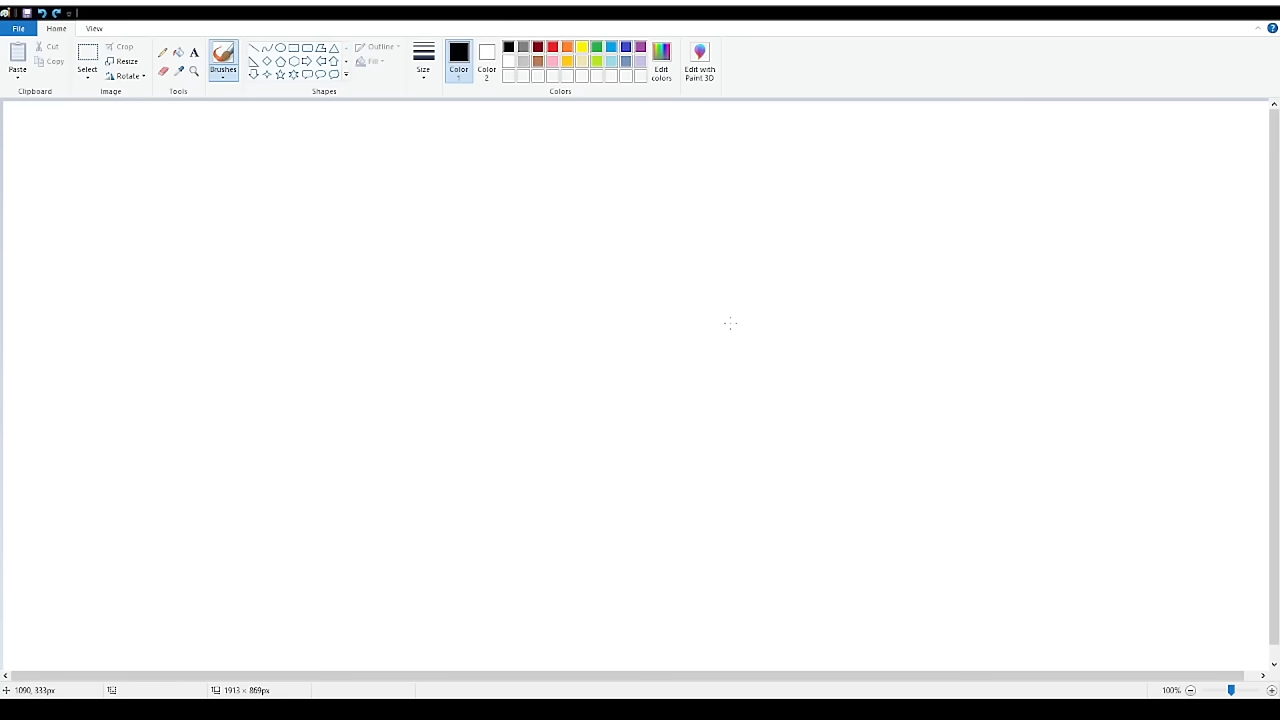 File Home View
Cut
Copy
Paste
Clipboard
Select
Crop
Resize
Rotate
Image
A
Tools
Brushes
Outline
Fill
Shapes
Size
Color 1
Color 2
Edit colors
Colors
Edit with Paint 3D
1090, 333px
1913 × 869px
100%